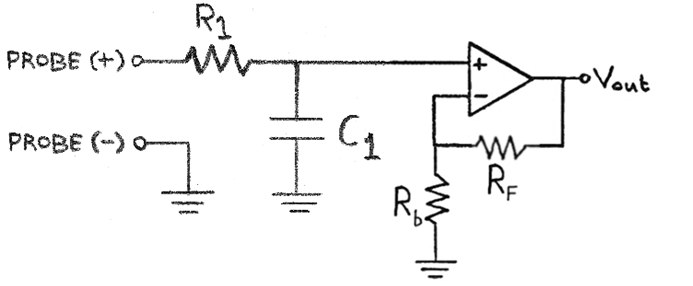 R1
PROBE (+)
+
Vout
-
PROBE (-)
C1
RF
Rb